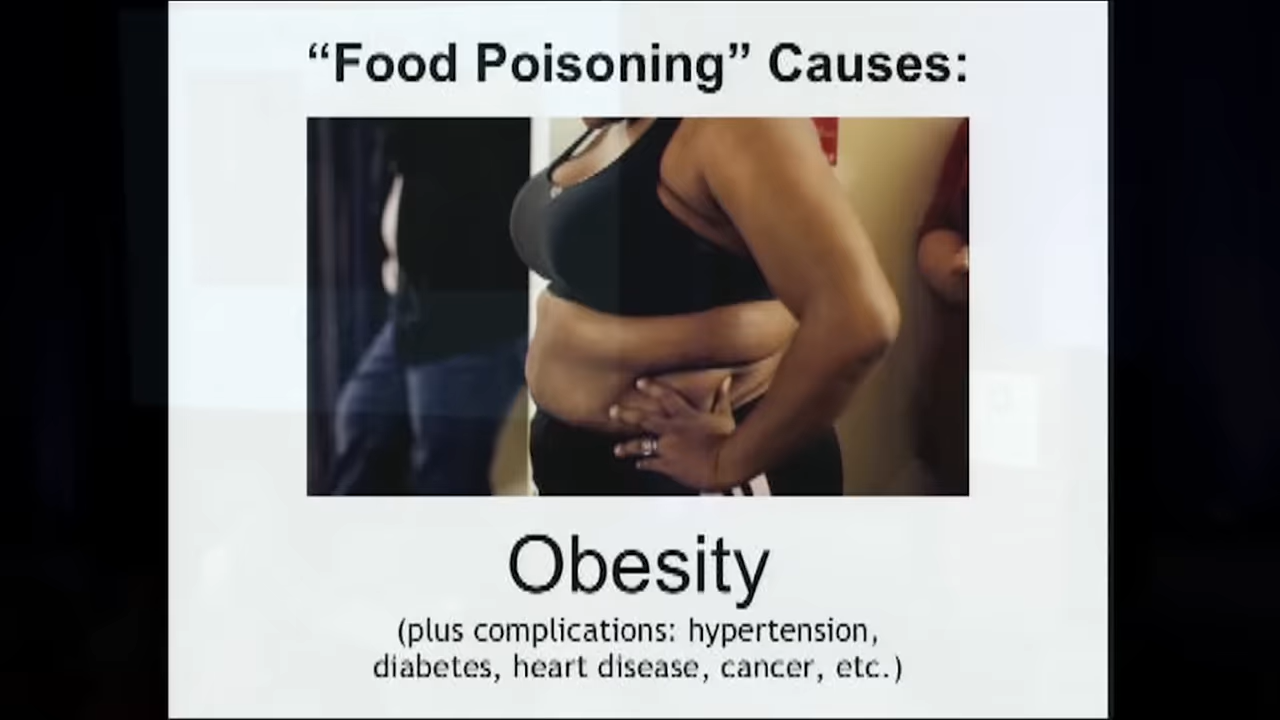 “Food Poisoning” Causes:
Obesity
(plus complications: hypertension,
diabetes, heart disease, cancer, etc.)